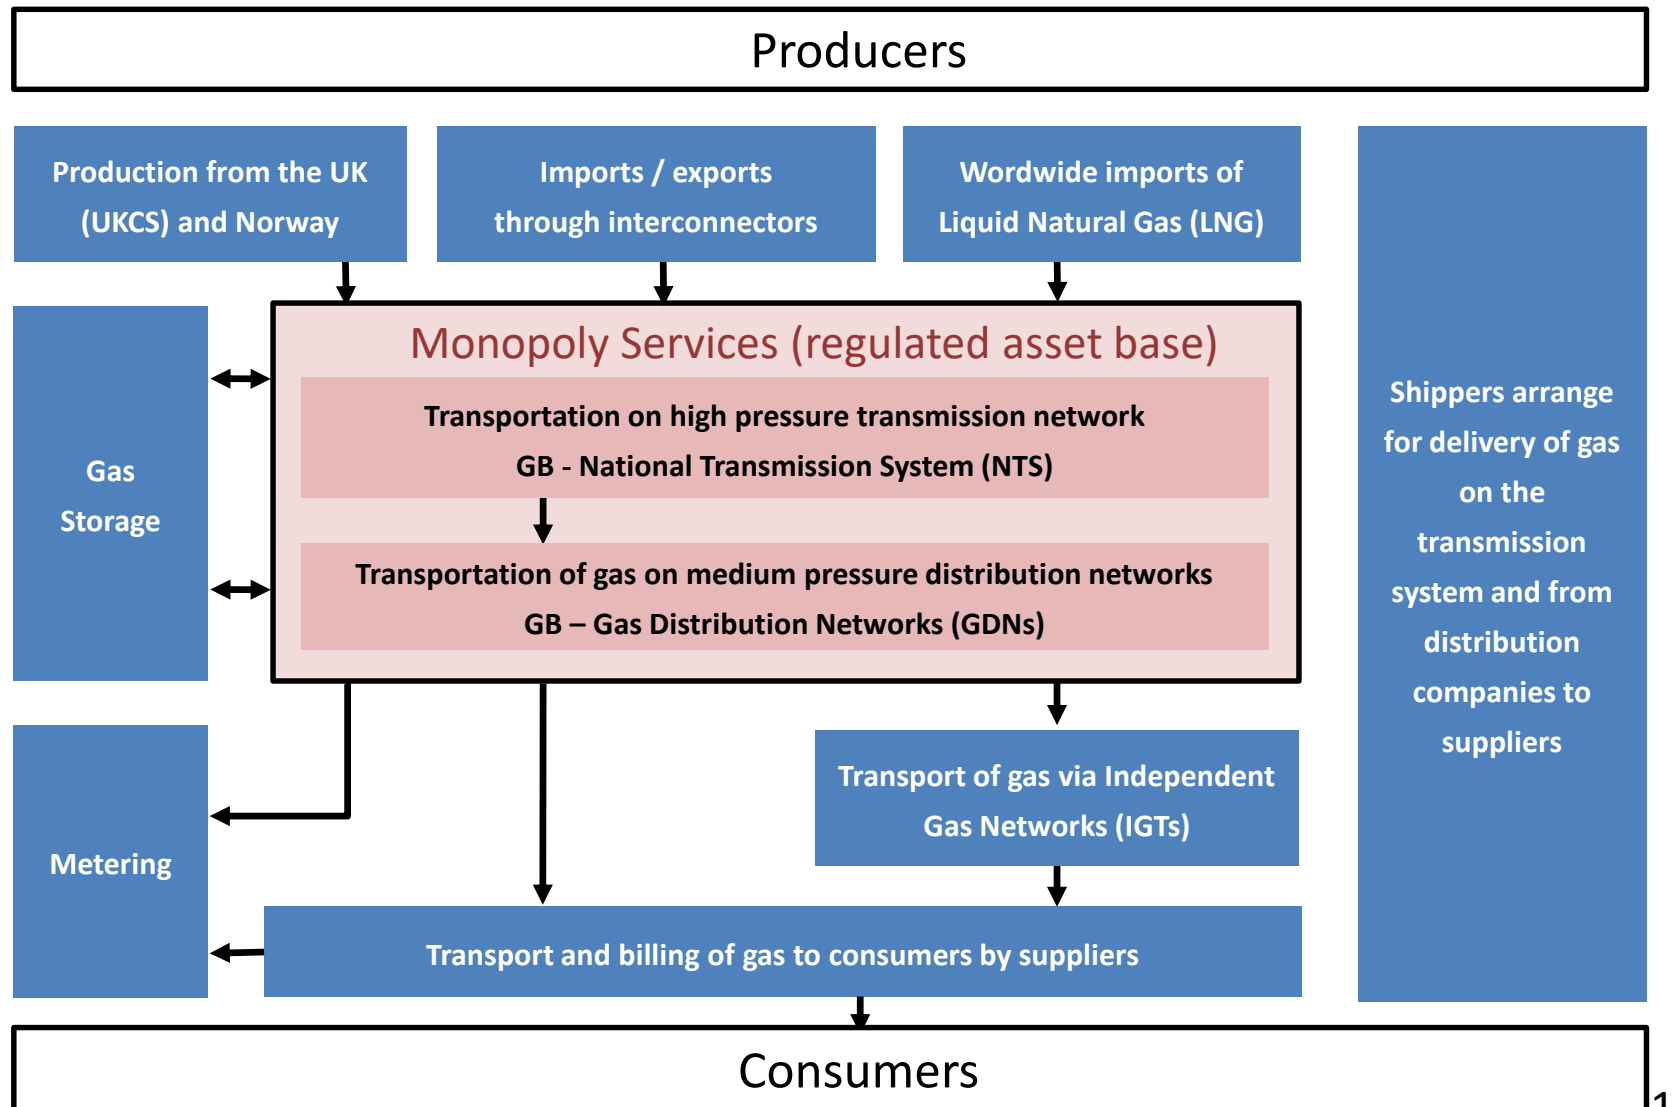 Producers
Production from the UK
(UKCS) and Norway
Imports / exports
through interconnectors
Wordwide imports of
Liquid Natural Gas (LNG)
Monopoly Services (regulated asset base)
Transportation on high pressure transmission network
GB - National Transmission System (NTS)
Transportation of gas on medium pressure distribution networks
GB – Gas Distribution Networks (GDNs)
Gas
Storage
Shippers arrange
for delivery of gas
on the
transmission
system and from
distribution
companies to
suppliers
Metering
Transport of gas via Independent
Gas Networks (IGTs)
Transport and billing of gas to consumers by suppliers
Consumers
1